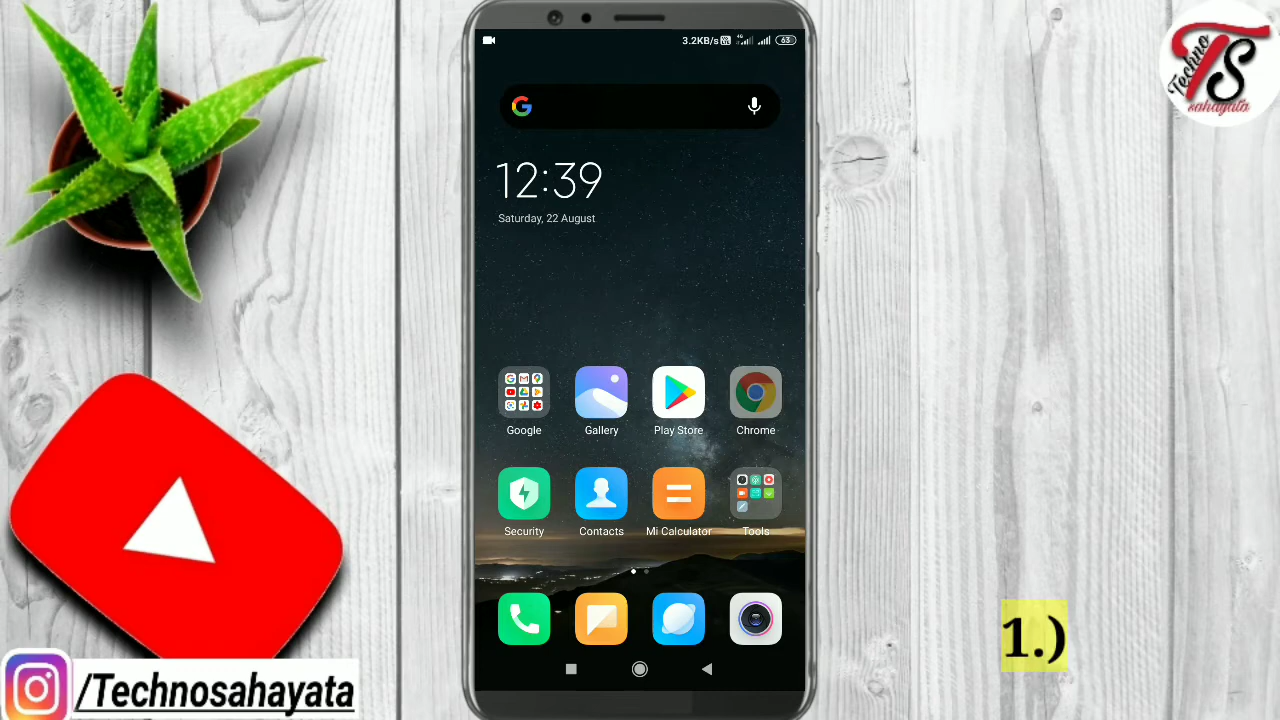 3.2KB/s
63
Techno
TS
sahayata
12:39
Saturday, 22 August
Google
Gallery
Play Store
Chrome
Security
Contacts
Mi Calculator
Tools
1.)
/Technosahayata